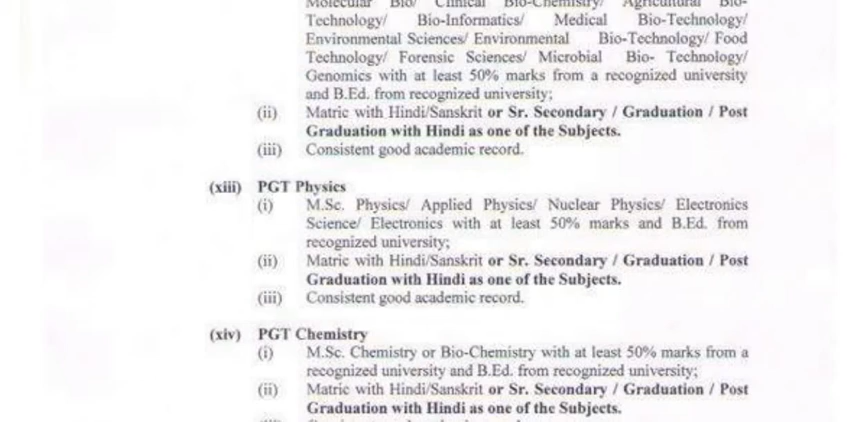 Molecular Bio/ Clinical Bio-Chemistry/ Agricultural Bio-
Technology/ Bio-Informatics/ Medical Bio-Technology/
Environmental Sciences/ Environmental Bio-Technology/ Food
Technology/ Forensic Sciences/ Microbial Bio- Technology/
Genomics with at least 50% marks from a recognized university
and B.Ed. from recognized university;
(ii) Matric with Hindi/Sanskrit or Sr. Secondary / Graduation / Post
Graduation with Hindi as one of the Subjects.
(iii) Consistent good academic record.
(xiii) PGT Physics
(i) M.Sc. Physics/ Applied Physics/ Nuclear Physics/ Electronics
Science/ Electronics with at least 50% marks and B.Ed. from
recognized university;
(ii) Matric with Hindi/Sanskrit or Sr. Secondary / Graduation / Post
Graduation with Hindi as one of the Subjects.
(iii) Consistent good academic record.
(xiv) PGT Chemistry
(i) M.Sc. Chemistry or Bio-Chemistry with at least 50% marks from a
recognized university and B.Ed. from recognized university;
(ii) Matric with Hindi/Sanskrit or Sr. Secondary / Graduation / Post
Graduation with Hindi as one of the Subjects.